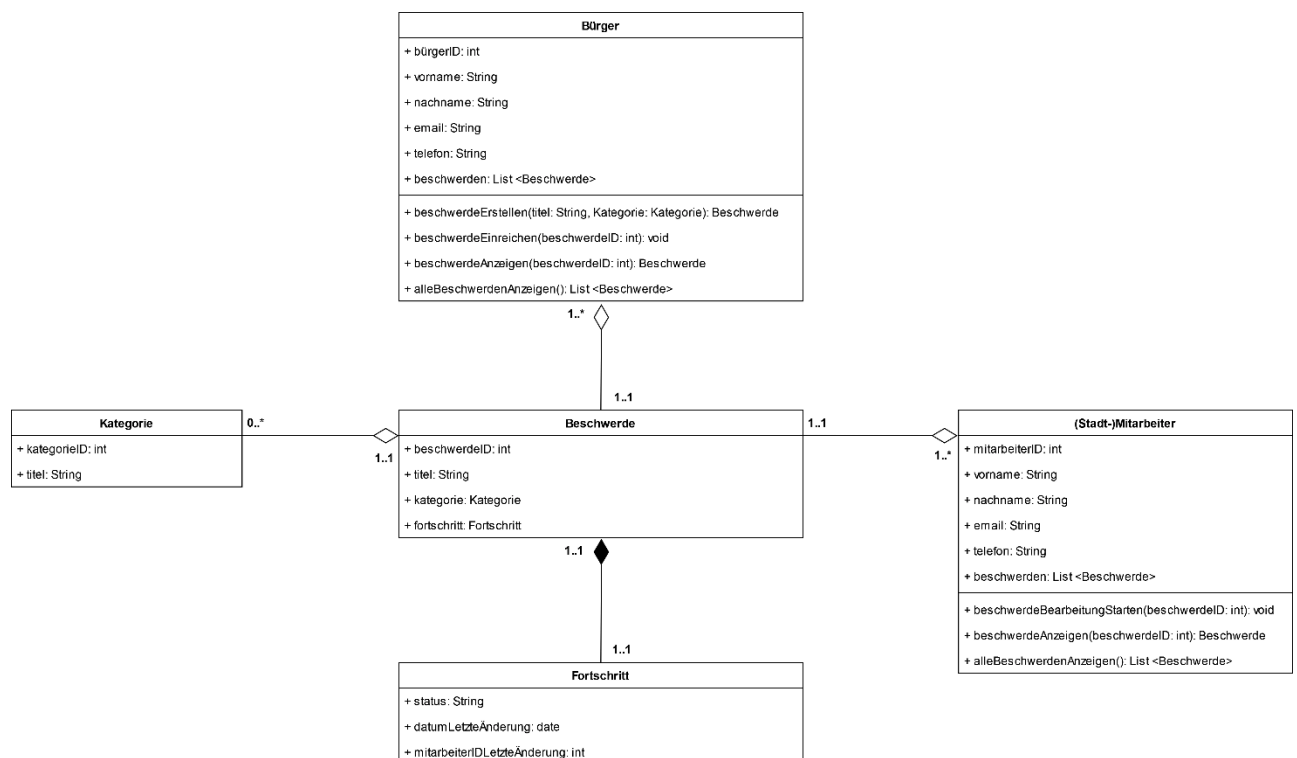 Bürger
+ bürgerID: int
+ vorname: String
+ nachname: String
+ email: String
+ telefon: String
+ beschwerden: List <Beschwerde>
+ beschwerdeErstellen(titel: String, Kategorie: Kategorie): Beschwerde
+ beschwerdeEinreichen(beschwerdeID: int): void
+ beschwerdeAnzeigen(beschwerdeID: int): Beschwerde
+ alleBeschwerdenAnzeigen(): List <Beschwerde>
1..*
1..1
Kategorie
+ kategorieID: int
+ titel: String
0..*
1..1
Beschwerde
+ beschwerdeID: int
+ titel: String
+ kategorie: Kategorie
+ fortschritt: Fortschritt
1..1
1..*
(Stadt-)Mitarbeiter
+ mitarbeiterID: int
+ vorname: String
+ nachname: String
+ email: String
+ telefon: String
+ beschwerden: List <Beschwerde>
+ beschwerdeBearbeitungStarten(beschwerdeID: int): void
+ beschwerdeAnzeigen(beschwerdeID: int): Beschwerde
+ alleBeschwerdenAnzeigen(): List <Beschwerde>
1..1
1..1
Fortschritt
+ status: String
+ datumLetzteÄnderung: date
+ mitarbeiterIDLetzteÄnderung: int